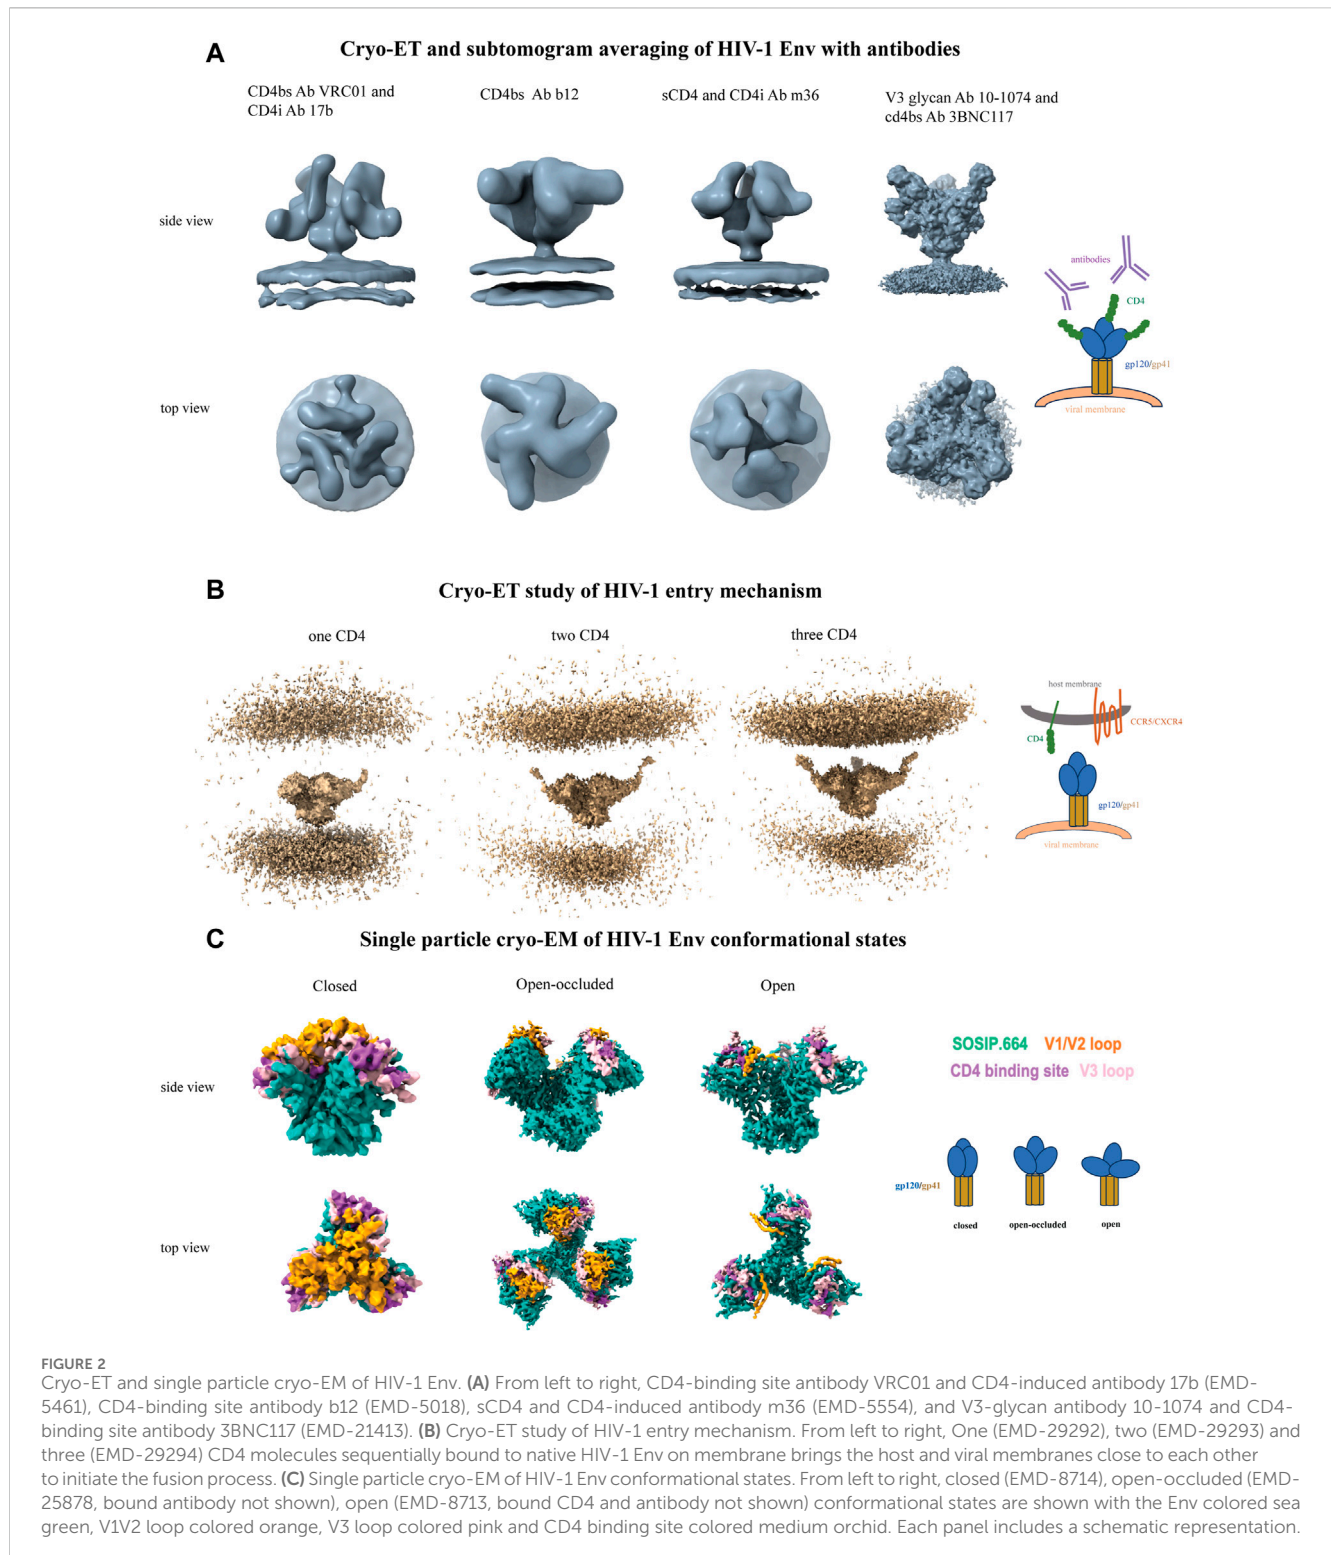 A
Cryo-ET and subtomogram averaging of HIV-1 Env with antibodies
CD4bs Ab VRC01 and
CD4i Ab 17b
CD4bs Ab b12
sCD4 and CD4i Ab m36
V3 glycan Ab 10-1074 and
cd4bs Ab 3BNC117
side view
antibodies
CD4
gp120/gp41
viral membrane
top view
B
Cryo-ET study of HIV-1 entry mechanism
one CD4
two CD4
three CD4
host membrane
CCR5/CXCR4
CD4
gp120/gp41
viral membrane
C
Single particle cryo-EM of HIV-1 Env conformational states
Closed
Open-occluded
Open
side view
SOSIP.664 V1/V2 loop
CD4 binding site V3 loop
gp120/gp41
closed
open-occluded
open
top view
FIGURE 2
Cryo-ET and single particle cryo-EM of HIV-1 Env. (A) From left to right, CD4-binding site antibody VRC01 and CD4-induced antibody 17b (EMD-
5461), CD4-binding site antibody b12 (EMD-5018), sCD4 and CD4-induced antibody m36 (EMD-5554), and V3-glycan antibody 10-1074 and CD4-
binding site antibody 3BNC117 (EMD-21413). (B) Cryo-ET study of HIV-1 entry mechanism. From left to right, One (EMD-29292), two (EMD-29293) and
three (EMD-29294) CD4 molecules sequentially bound to native HIV-1 Env on membrane brings the host and viral membranes close to each other
to initiate the fusion process. (C) Single particle cryo-EM of HIV-1 Env conformational states. From left to right, closed (EMD-8714), open-occluded (EMD-
25878, bound antibody not shown), open (EMD-8713, bound CD4 and antibody not shown) conformational states are shown with the Env colored sea
green, V1V2 loop colored orange, V3 loop colored pink and CD4 binding site colored medium orchid. Each panel includes a schematic representation.